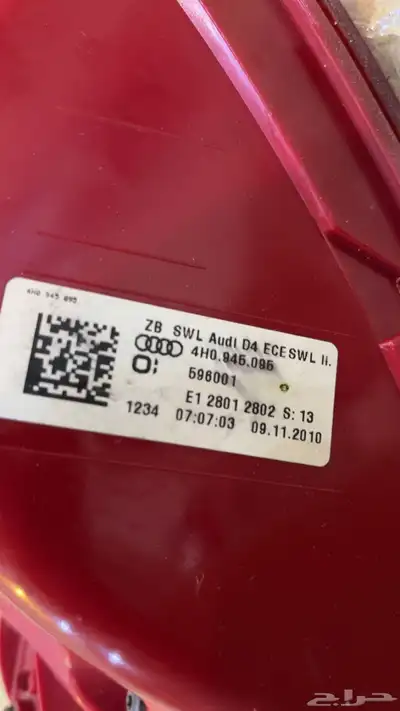 4H0 945 095
ZB SWL Audi D4 ECE SWL li.
4H0.945.095
596001
E1 2801 2802 S: 13
1234 07:07:03 09.11.2010
حراج